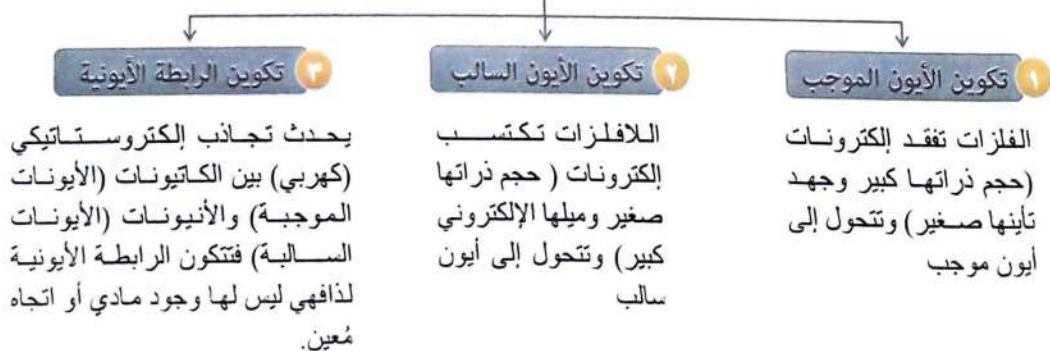 ١ تكوين الأيون الموجب
الفلزات تفقد إلكترونات
(حجم ذراتها كبير وجهد
تأينها صغير) وتتحول إلى
أيون موجب
٢ تكوين الأيون السالب
اللافلزات تكتسب
إلكترونات (حجم ذراتها
صغير وميلها الإلكتروني
كبير) وتتحول إلى أيون
سالب
٣ تكوين الرابطة الأيونية
يحدث تجاذب إلكتروستاتيكي
(كهربي) بين الكاتيونات (الأيونات
الموجبة) والأنيونات (الأيونات
السالبة) فتتكون الرابطة الأيونية
لذافهي ليس لها وجود مادي أو اتجاه
مُعين.